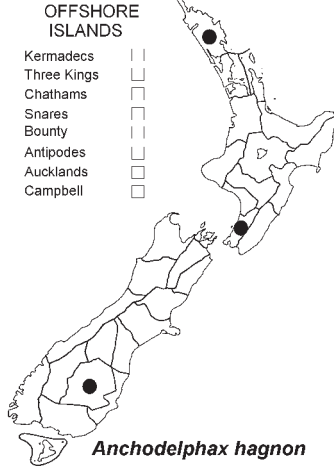 OFFSHORE
ISLANDS
Kermadecs
Three Kings
Chathams
Snares
Bounty
Antipodes
Aucklands
Campbell
Anchodelphax hagnon